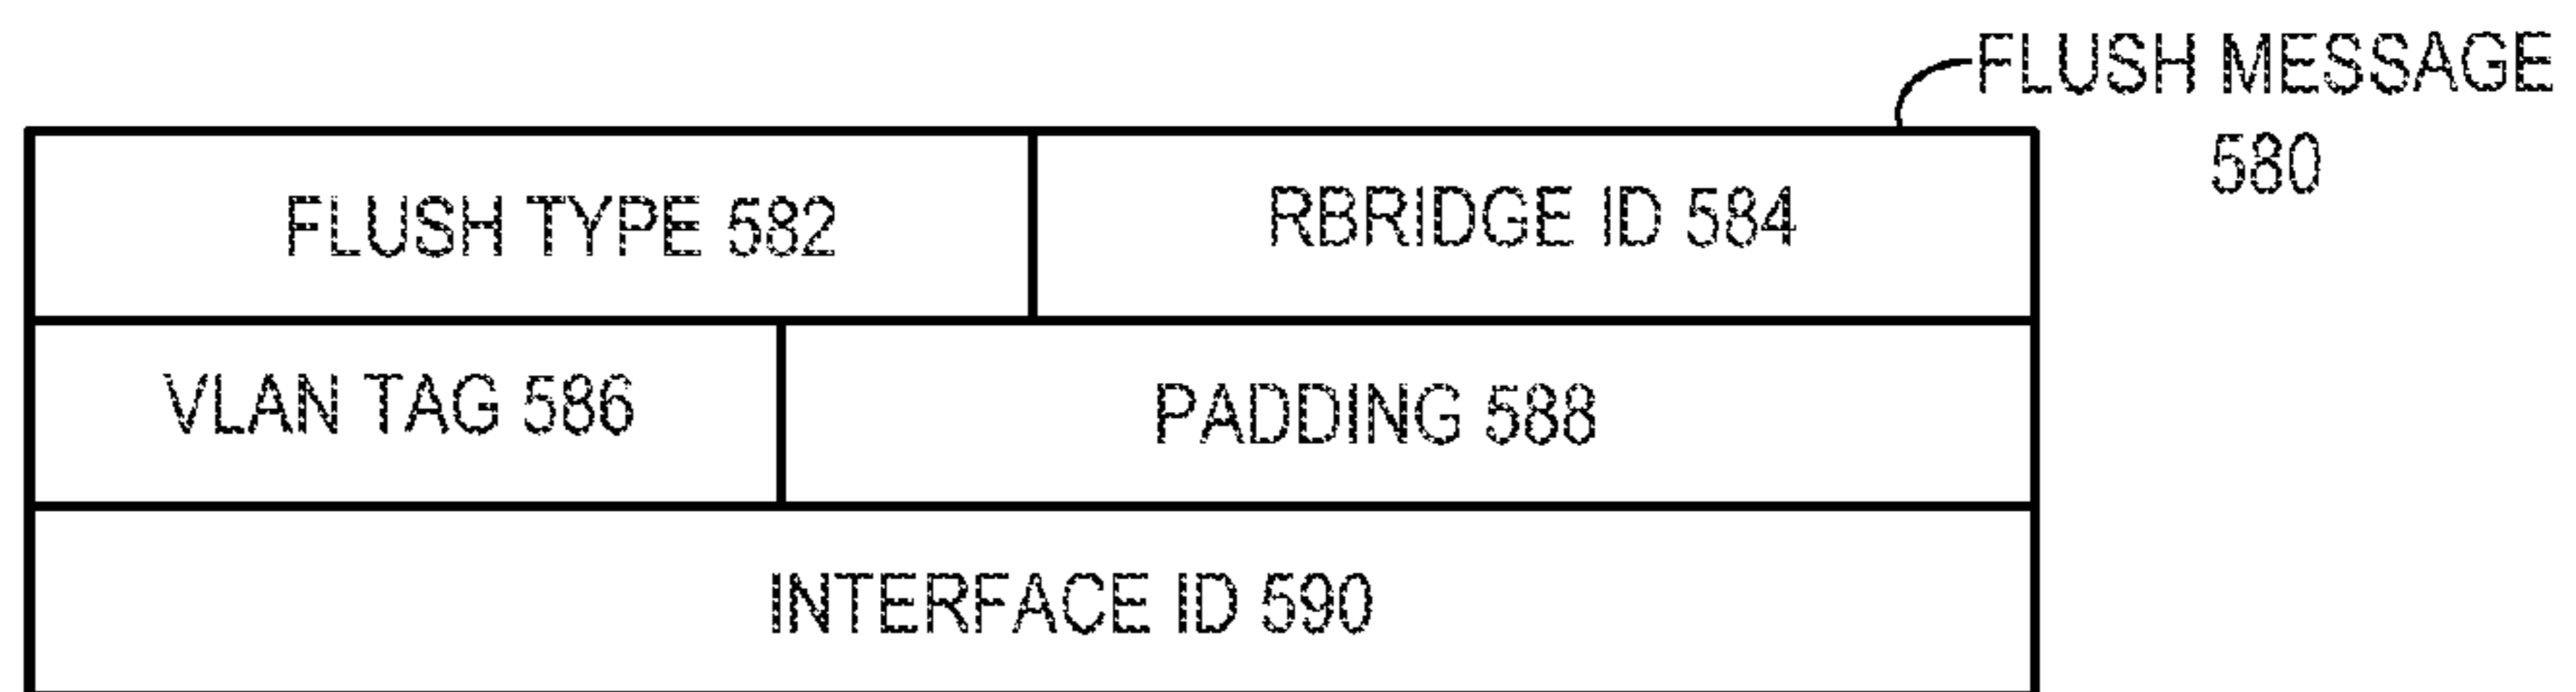 FLUSH MESSAGE
580
FLUSH TYPE 582
RBRIDGE ID 584
VLAN TAG 586
PADDING 588
INTERFACE ID 590